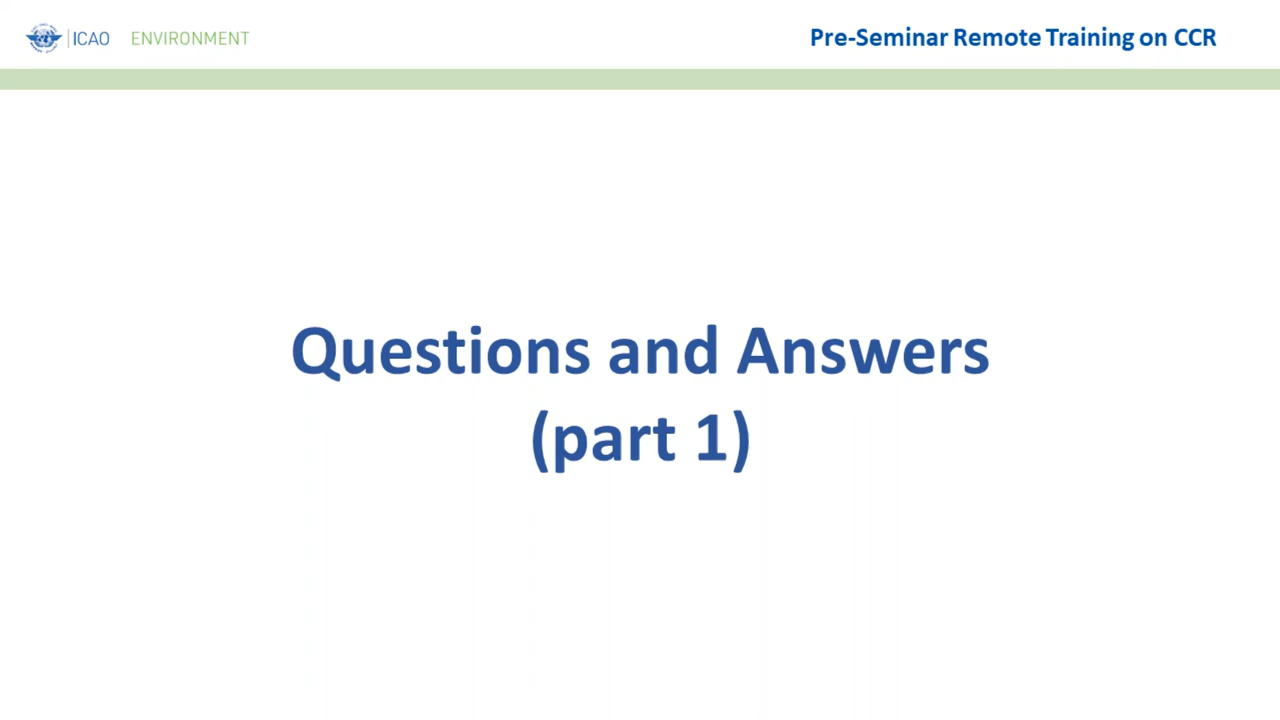 ICAO ENVIRONMENT
Pre-Seminar Remote Training on CCR
Questions and Answers
(part 1)